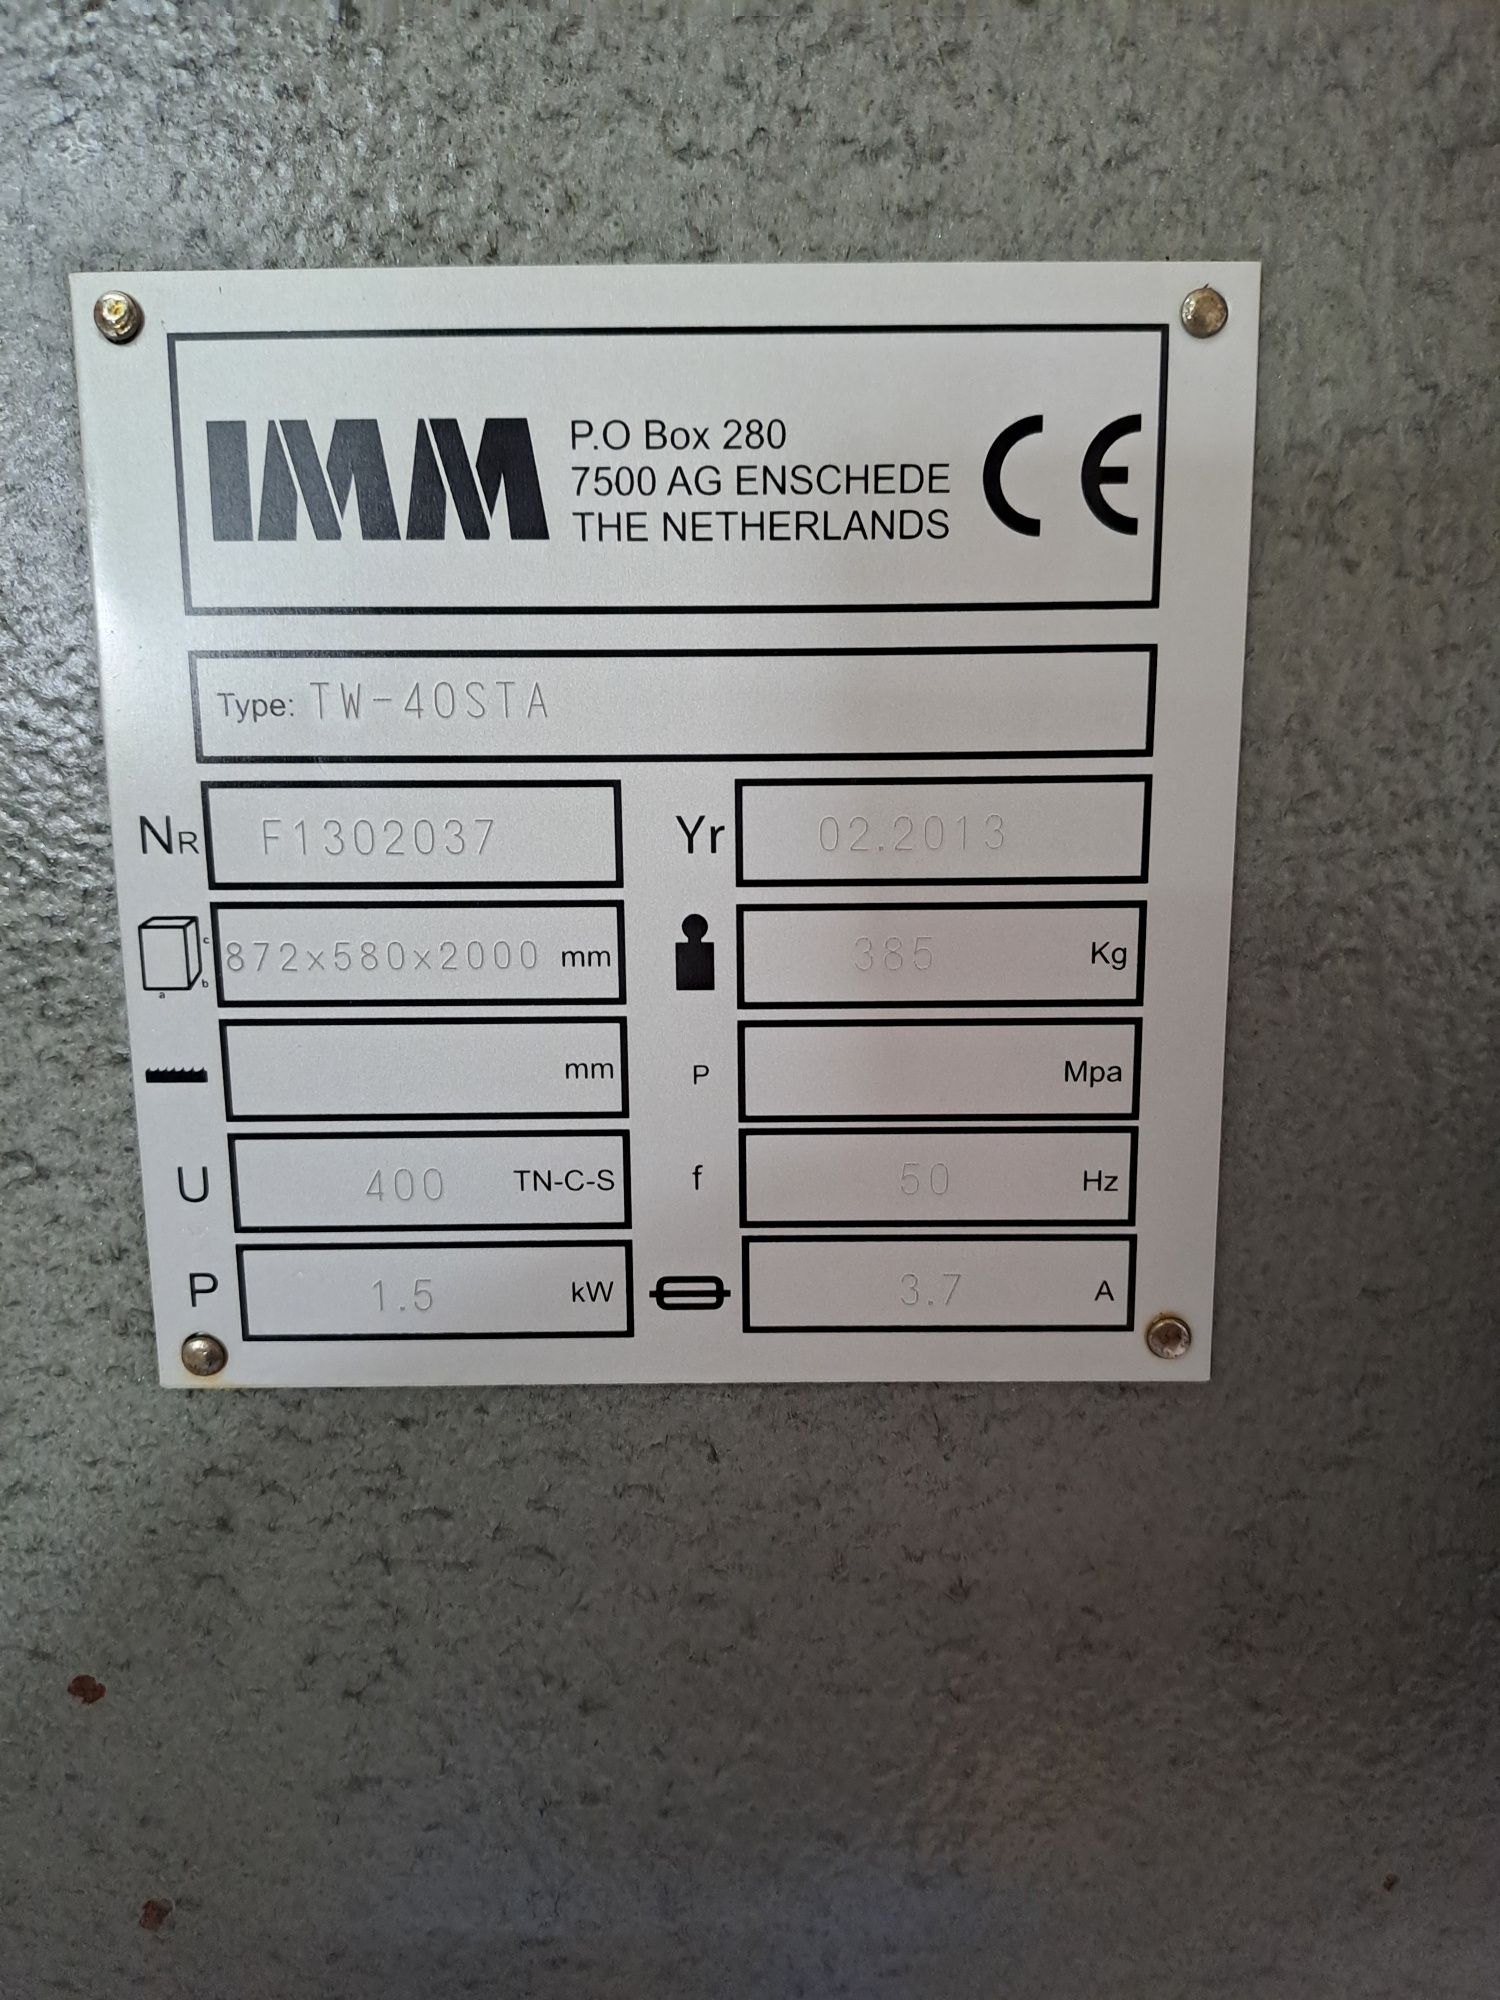 IMM
P.O Box 280
7500 AG ENSCHEDE
THE NETHERLANDS
CE
Type: TW-40STA
NR F1302037
Yr 02.2013
a b c 872x580x2000 mm
385 Kg
mm
P Mpa
U 400 TN-C-S
f 50 Hz
P 1.5 kW
3.7 A